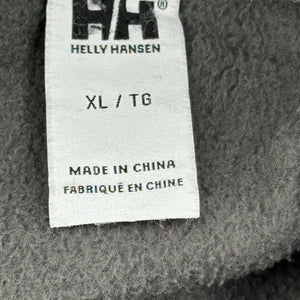 HH®
HELLY HANSEN
XL / TG
MADE IN CHINA
FABRIQUÉ EN CHINE